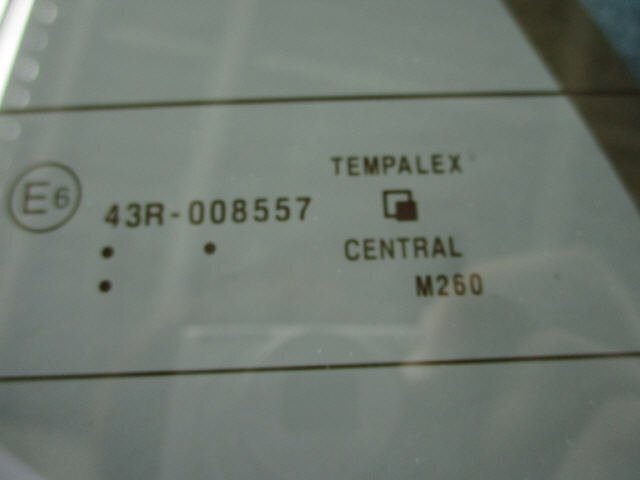 TEMPALEX
E6 43R-008557
CENTRAL
M260